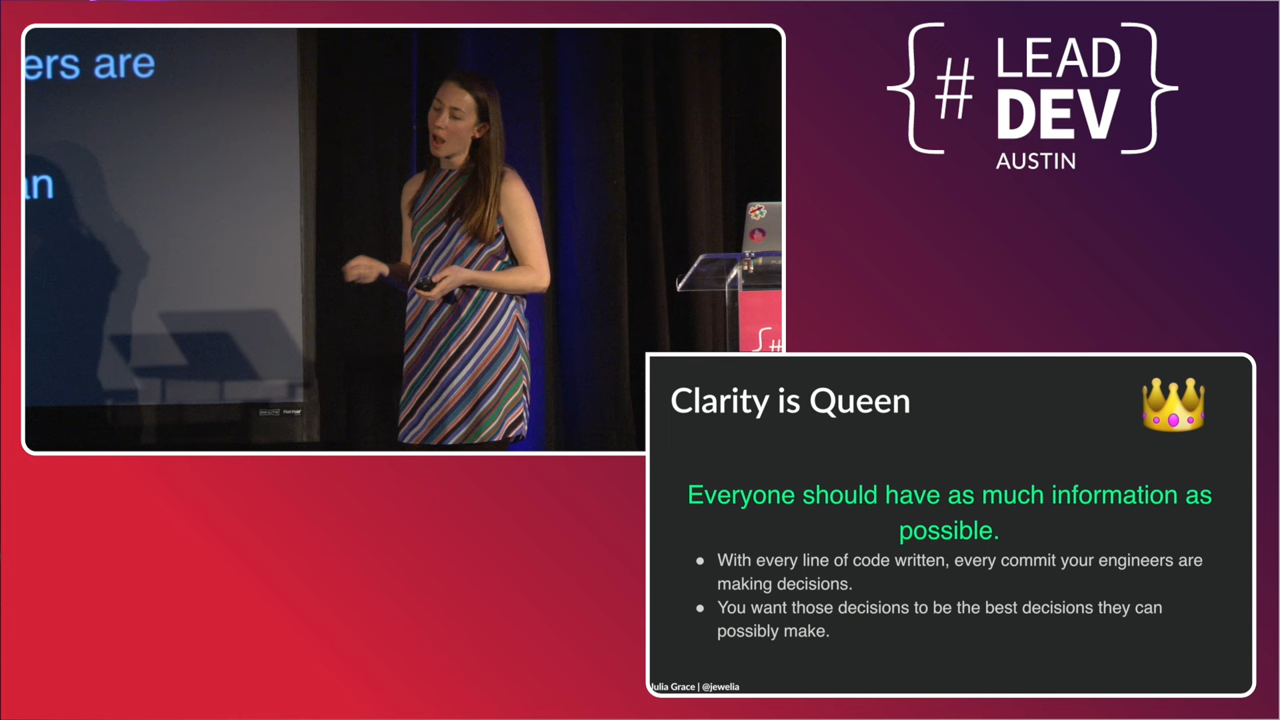 ers are
an
{# LEAD
DEV}
AUSTIN
Clarity is Queen
Everyone should have as much information as
possible.
● With every line of code written, every commit your engineers are
making decisions.
● You want those decisions to be the best decisions they can
possibly make.
Julia Grace | @jewelia